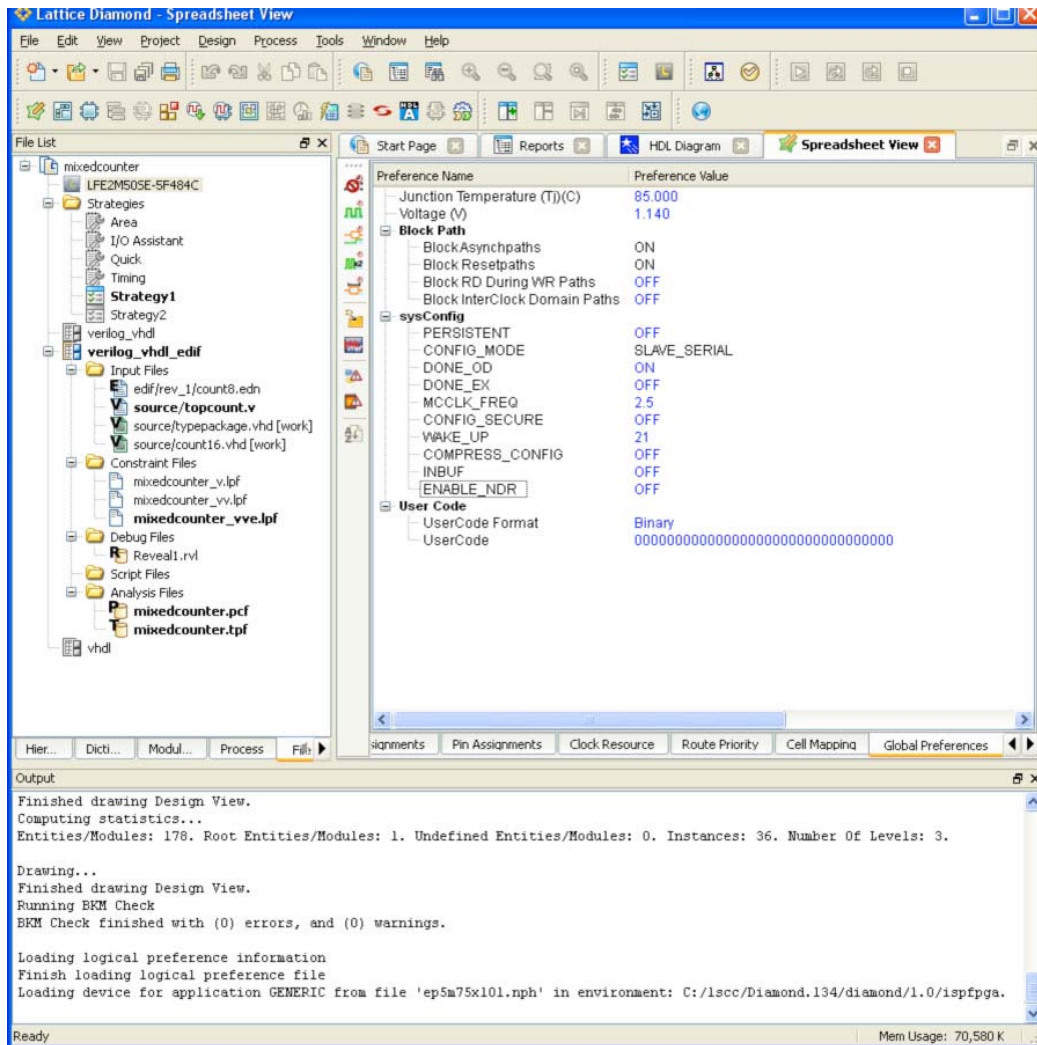 Lattice Diamond - Spreadsheet View
File Edit View Project Design Process Tools Window Help
File List
Start Page Reports HDL Diagram Spreadsheet View
mixedcounter
LFE2M50SE-5F484C
Strategies
Area
I/O Assistant
Quick
Timing
Strategy1
Strategy2
verilog_vhdl
verilog_vhdl_edif
Input Files
edif/rev_1/count8.edn
source/topcount.v
source/typepackage.vhd [work]
source/count16.vhd [work]
Constraint Files
mixedcounter_v.lpf
mixedcounter_vv.lpf
mixedcounter_vve.lpf
Debug Files
Reveal1.rvl
Script Files
Analysis Files
mixedcounter.pcf
mixedcounter.tpf
vhdl
Hier... Dicti... Modul... Process
Preference Name Preference Value
Junction Temperature (Tj)(C) 85.000
Voltage (V) 1.140
Block Path
Block Asynchpaths ON
Block Resetpaths ON
Block RD During WR Paths OFF
Block InterClock Domain Paths OFF
sysConfig
PERSISTENT OFF
CONFIG_MODE SLAVE_SERIAL
DONE_OD ON
DONE_EX OFF
MCCLK_FREQ 2.5
CONFIG_SECURE OFF
WAKE_UP 21
COMPRESS_CONFIG OFF
INBUF OFF
ENABLE_NDR OFF
User Code
UserCode Format Binary
UserCode 00000000000000000000000000000000
signments Pin Assignments Clock Resource Route Priority Cell Mapping Global Preferences
Output
Finished drawing Design View.
Computing statistics...
Entities/Modules: 178. Root Entities/Modules: 1. Undefined Entities/Modules: 0. Instances: 36. Number Of Levels: 3.
Drawing...
Finished drawing Design View.
Running BKM Check
BKM Check finished with (0) errors, and (0) warnings.
Loading logical preference information
Finish loading logical preference file
Loading device for application GENERIC from file 'ep5m75x101.nph' in environment: C:/lscc/Diamond.134/diamond/1.0/ispfpga.
Ready Mem Usage: 70,580 K